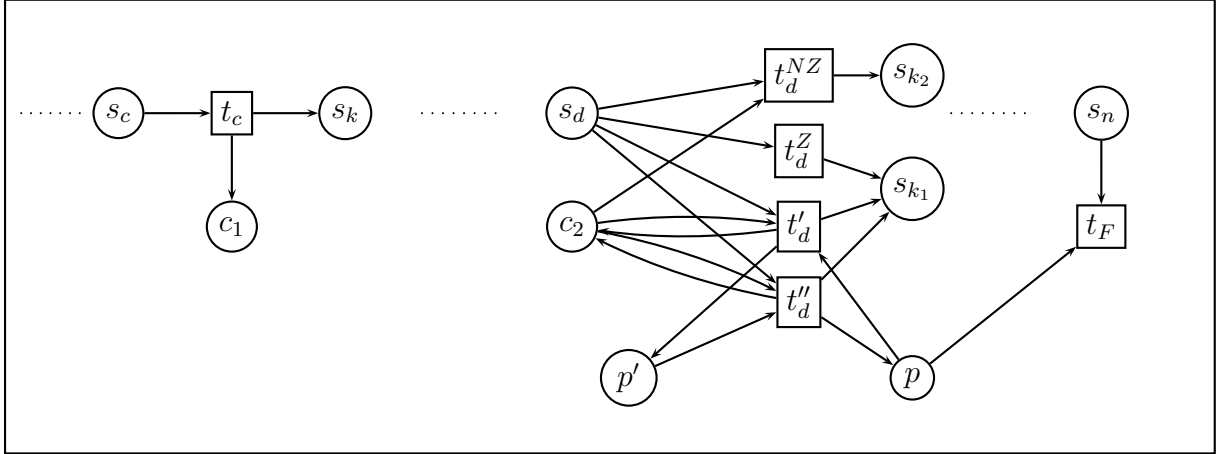 s_c t_c s_k s_d t_d^{NZ} s_{k_2} s_n
t_d^Z s_{k_1}
c_1 c_2 t'_d t_F
t''_d
p' p